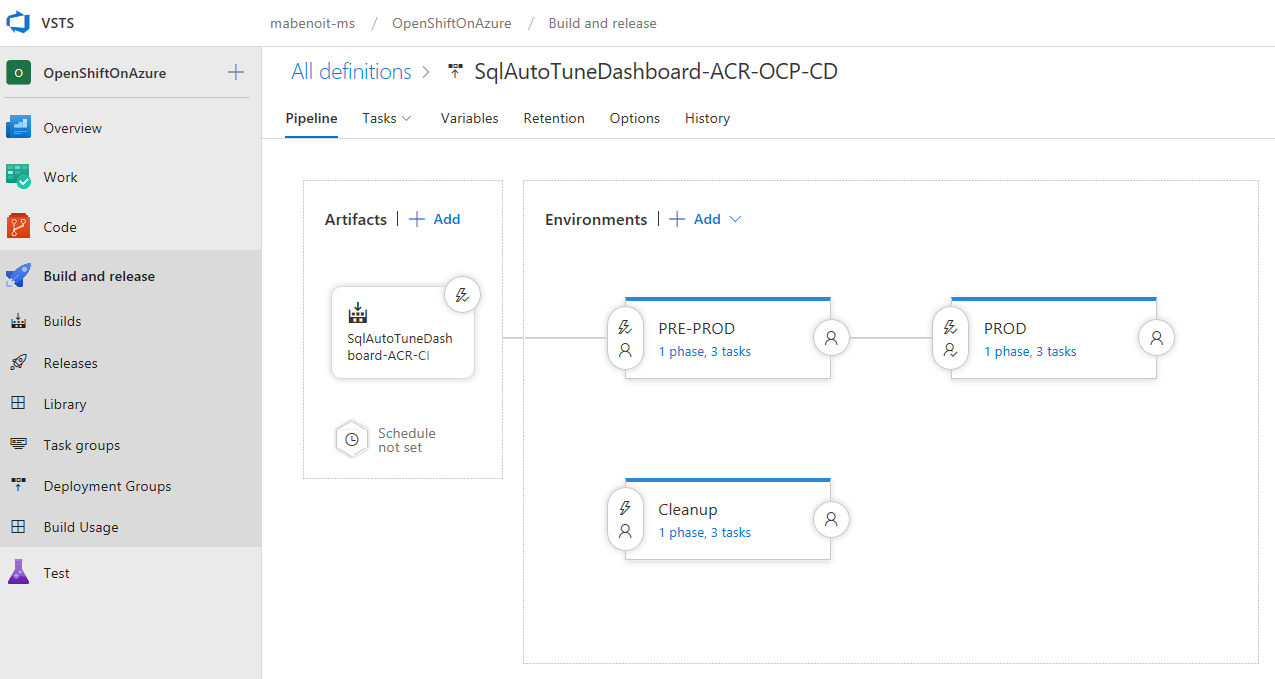 VSTS
mabenoit-ms / OpenShiftOnAzure / Build and release
O OpenShiftOnAzure
All definitions > SqlAutoTuneDashboard-ACR-OCP-CD
Pipeline Tasks Variables Retention Options History
Overview
Work
Code
Build and release
Builds
Releases
Library
Task groups
Deployment Groups
Build Usage
Test
Artifacts | + Add
SqlAutoTuneDash
board-ACR-CI
Schedule
not set
Environments | + Add
PRE-PROD
1 phase, 3 tasks
PROD
1 phase, 3 tasks
Cleanup
1 phase, 3 tasks